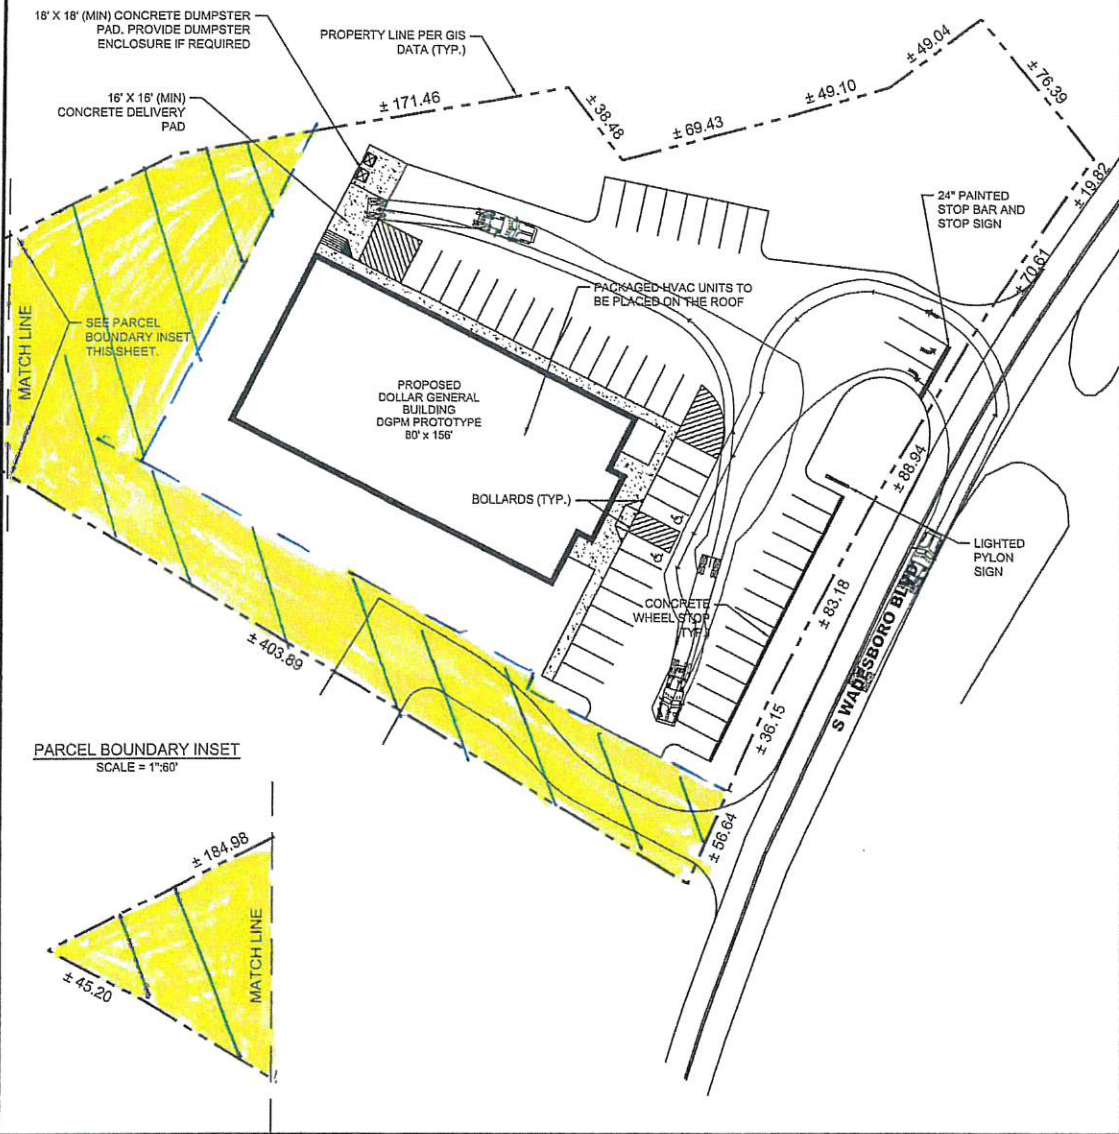 18' X 18' (MIN) CONCRETE DUMPSTER
PAD. PROVIDE DUMPSTER
ENCLOSURE IF REQUIRED
PROPERTY LINE PER GIS
DATA (TYP.)
16' X 16' (MIN)
CONCRETE DELIVERY
PAD
± 171.46
± 38.48
± 69.43
± 49.10
± 49.04
± 76.39
± 19.82
24" PAINTED
STOP BAR AND
STOP SIGN
± 70.61
PACKAGED HVAC UNITS TO
BE PLACED ON THE ROOF
MATCH LINE
SEE PARCEL
BOUNDARY INSET
THIS SHEET.
PROPOSED
DOLLAR GENERAL
BUILDING
DGPM PROTOTYPE
80' x 156'
± 88.94
BOLLARDS (TYP.)
LIGHTED
PYLON
SIGN
CONCRETE
WHEEL STOP
TYP.
± 83.18
S WADESBORO BLVD
± 403.89
± 36.15
± 56.64
PARCEL BOUNDARY INSET
SCALE = 1":60'
± 184.98
MATCH LINE
± 45.20